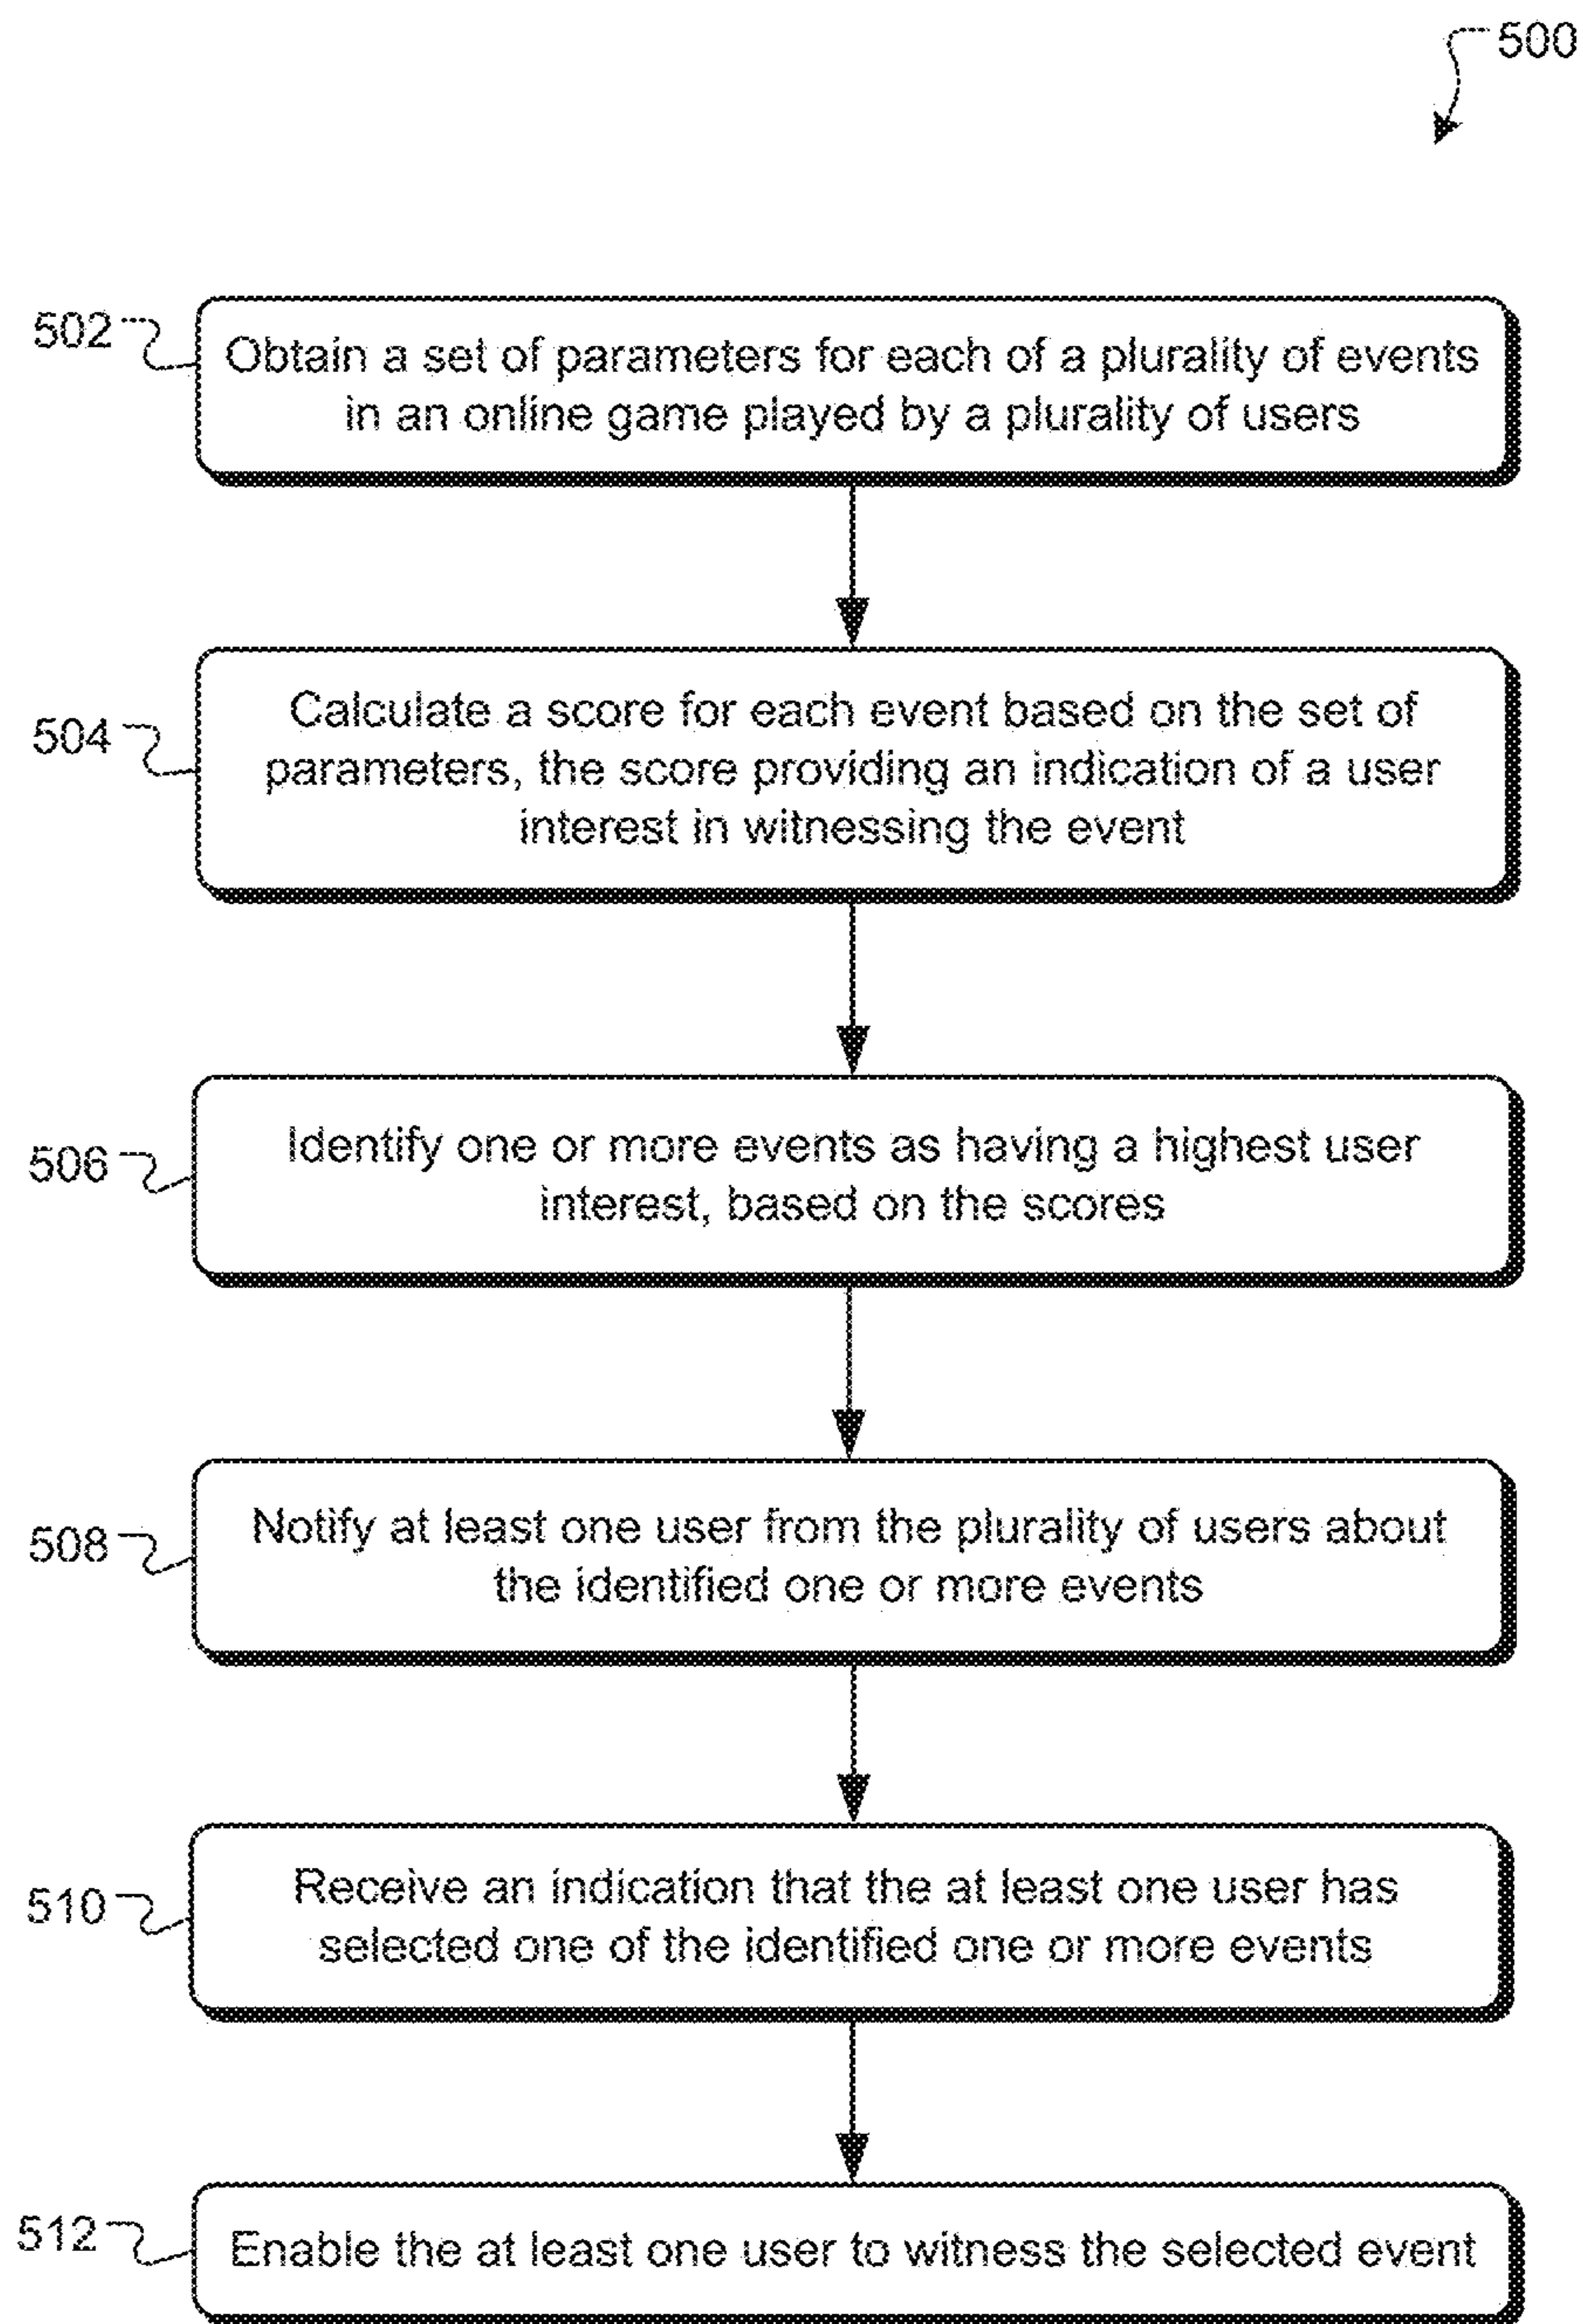 500
502
Obtain a set of parameters for each of a plurality of events
in an online game played by a plurality of users
504
Calculate a score for each event based on the set of
parameters, the score providing an indication of a user
interest in witnessing the event
506
Identify one or more events as having a highest user
interest, based on the scores
508
Notify at least one user from the plurality of users about
the identified one or more events
510
Receive an indication that the at least one user has
selected one of the identified one or more events
512
Enable the at least one user to witness the selected event